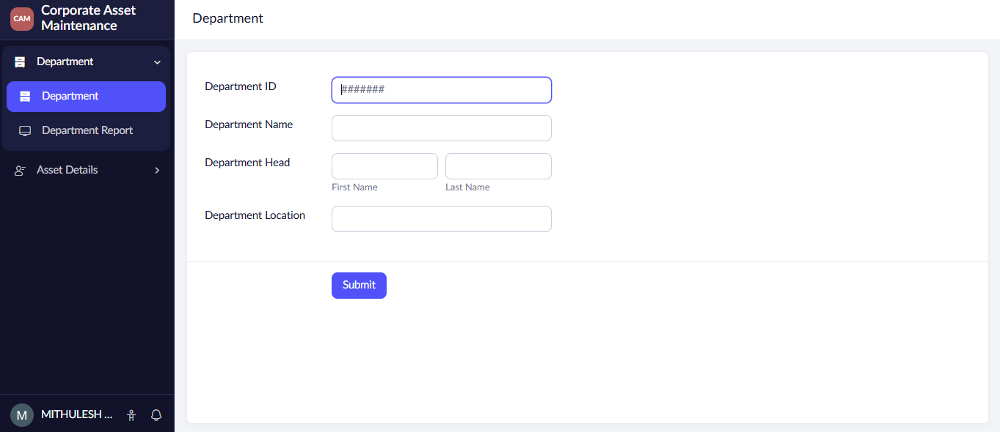 CAM
Corporate Asset
Maintenance
Department
Department
Department Report
Asset Details
MITHULESH ...
M
Department
Department ID
#######
Department Name
Department Head
First Name
Last Name
Department Location
Submit